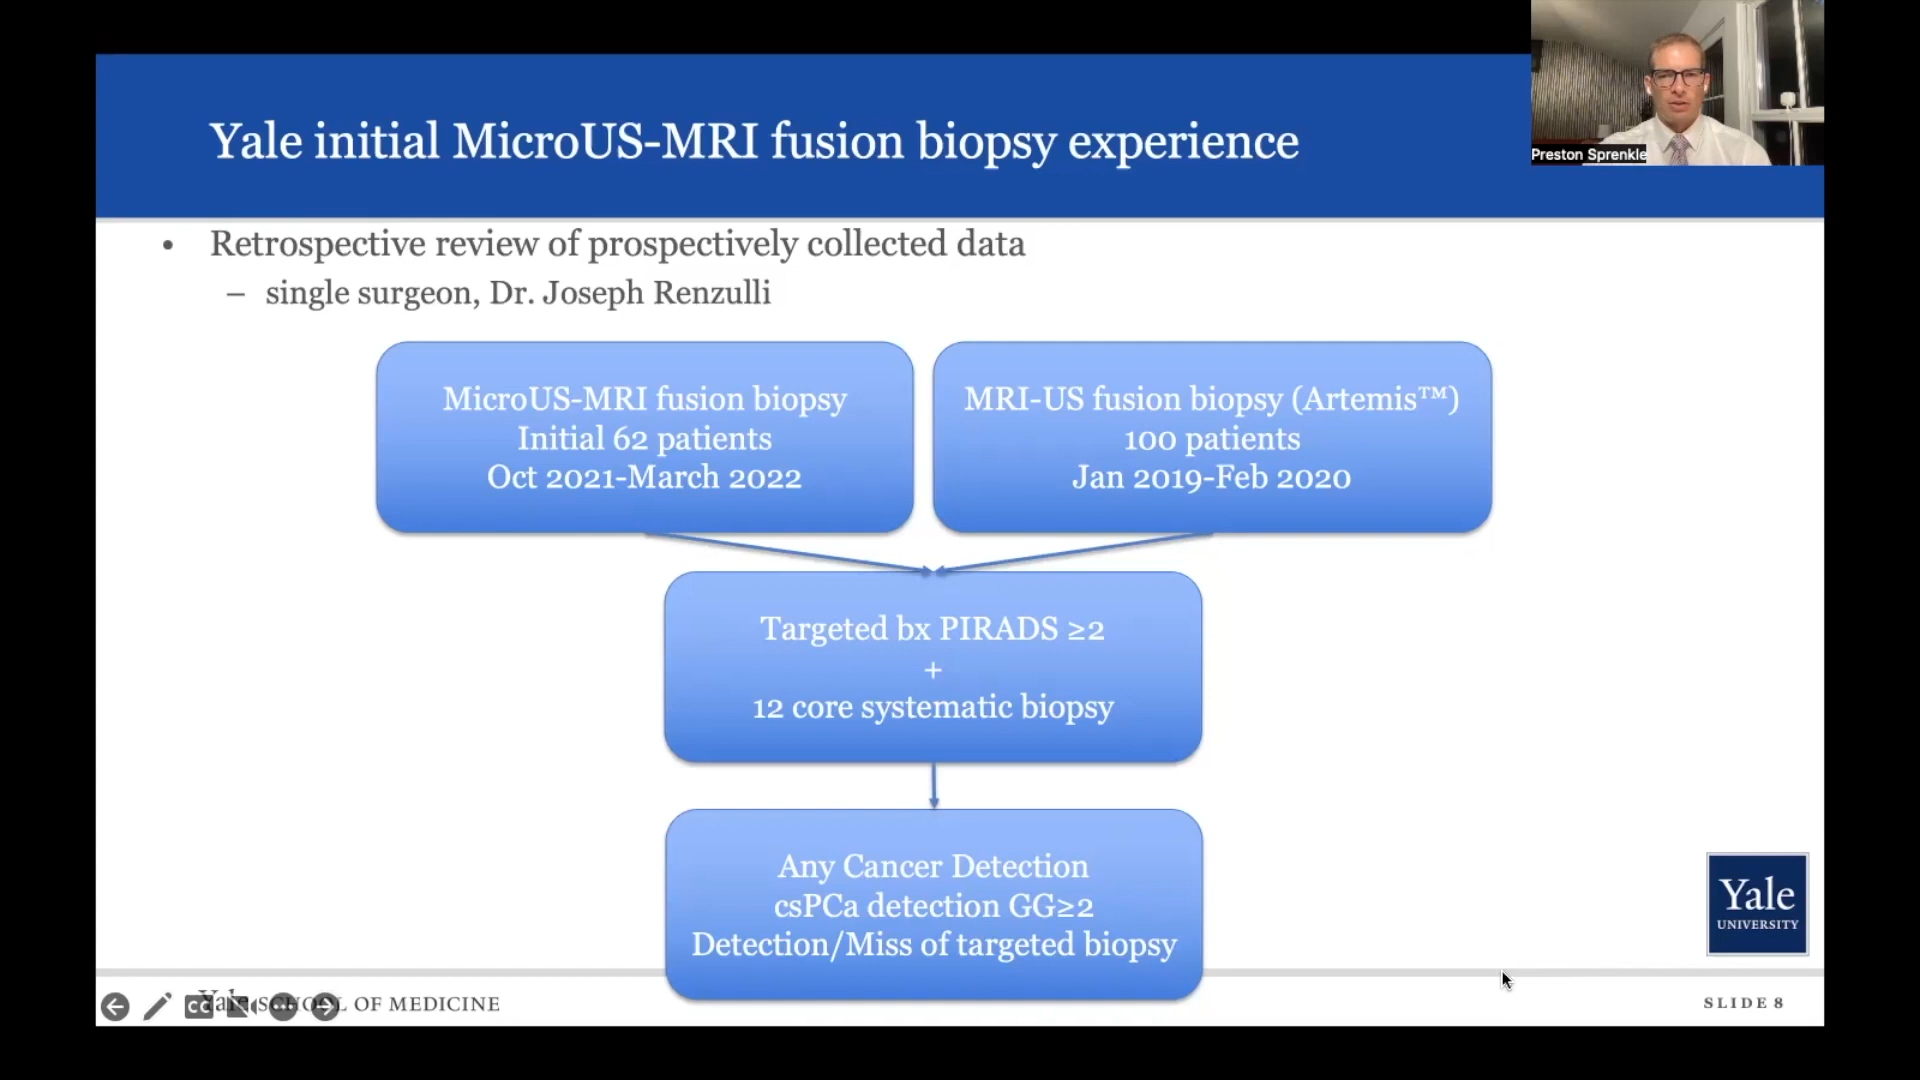 Yale initial MicroUS-MRI fusion biopsy experience
Preston Sprenkle
• Retrospective review of prospectively collected data
– single surgeon, Dr. Joseph Renzulli
MicroUS-MRI fusion biopsy
Initial 62 patients
Oct 2021-March 2022
MRI-US fusion biopsy (Artemis™)
100 patients
Jan 2019-Feb 2020
Targeted bx PIRADS ≥2
+
12 core systematic biopsy
Any Cancer Detection
csPCa detection GG≥2
Detection/Miss of targeted biopsy
Yale
UNIVERSITY
CC
Yale SCHOOL OF MEDICINE
SLIDE 8